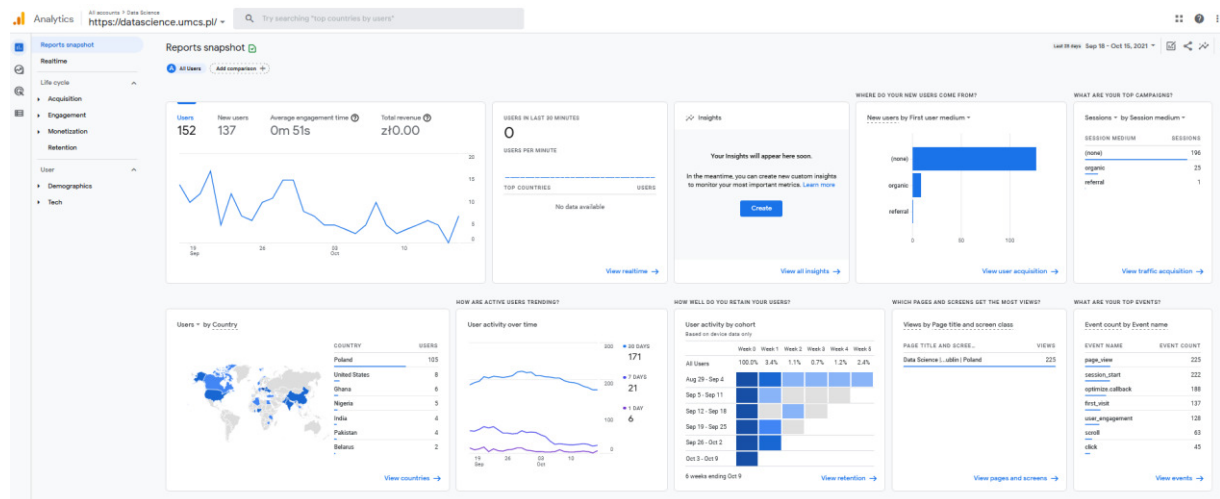 Analytics
All accounts > Data Science
https://datascience.umcs.pl/
Try searching "top countries by users"
Reports snapshot
Realtime
Life cycle
Acquisition
Engagement
Monetization
Retention
User
Demographics
Tech
Reports snapshot
Last 28 days Sep 18 - Oct 15, 2021
A All Users
Add comparison +
Users New users Average engagement time Total revenue
152 137 0m 51s zł0.00
20
15
10
5
0
19 Sep
26
03 Oct
10
USERS IN LAST 30 MINUTES
0
USERS PER MINUTE
TOP COUNTRIES USERS
No data available
View realtime →
Insights
Your Insights will appear here soon.
In the meantime, you can create new custom insights
to monitor your most important metrics. Learn more
Create
View all insights →
WHERE DO YOUR NEW USERS COME FROM?
New users by First user medium
(none)
organic
referral
0 50 100
View user acquisition →
WHAT ARE YOUR TOP CAMPAIGNS?
Sessions by Session medium
SESSION MEDIUM SESSIONS
(none) 196
organic 25
referral 1
View traffic acquisition →
Users by Country
COUNTRY USERS
Poland 105
United States 8
Ghana 6
Nigeria 5
India 4
Pakistan 4
Belarus 2
View countries →
HOW ARE ACTIVE USERS TRENDING?
User activity over time
300
200
100
0
19 Sep
26
03 Oct
10
30 DAYS
171
7 DAYS
21
1 DAY
6
HOW WELL DO YOU RETAIN YOUR USERS?
User activity by cohort
Based on device data only
Week 0 Week 1 Week 2 Week 3 Week 4 Week 5
All Users 100.0% 3.4% 1.1% 0.7% 1.2% 2.4%
Aug 29 - Sep 4
Sep 5 - Sep 11
Sep 12 - Sep 18
Sep 19 - Sep 25
Sep 26 - Oct 2
Oct 3 - Oct 9
6 weeks ending Oct 9
View retention →
WHICH PAGES AND SCREENS GET THE MOST VIEWS?
Views by Page title and screen class
PAGE TITLE AND SCREE... VIEWS
Data Science |...ublin | Poland 225
View pages and screens →
WHAT ARE YOUR TOP EVENTS?
Event count by Event name
EVENT NAME EVENT COUNT
page_view 225
session_start 222
optimize.callback 188
first_visit 137
user_engagement 128
scroll 63
click 45
View events →